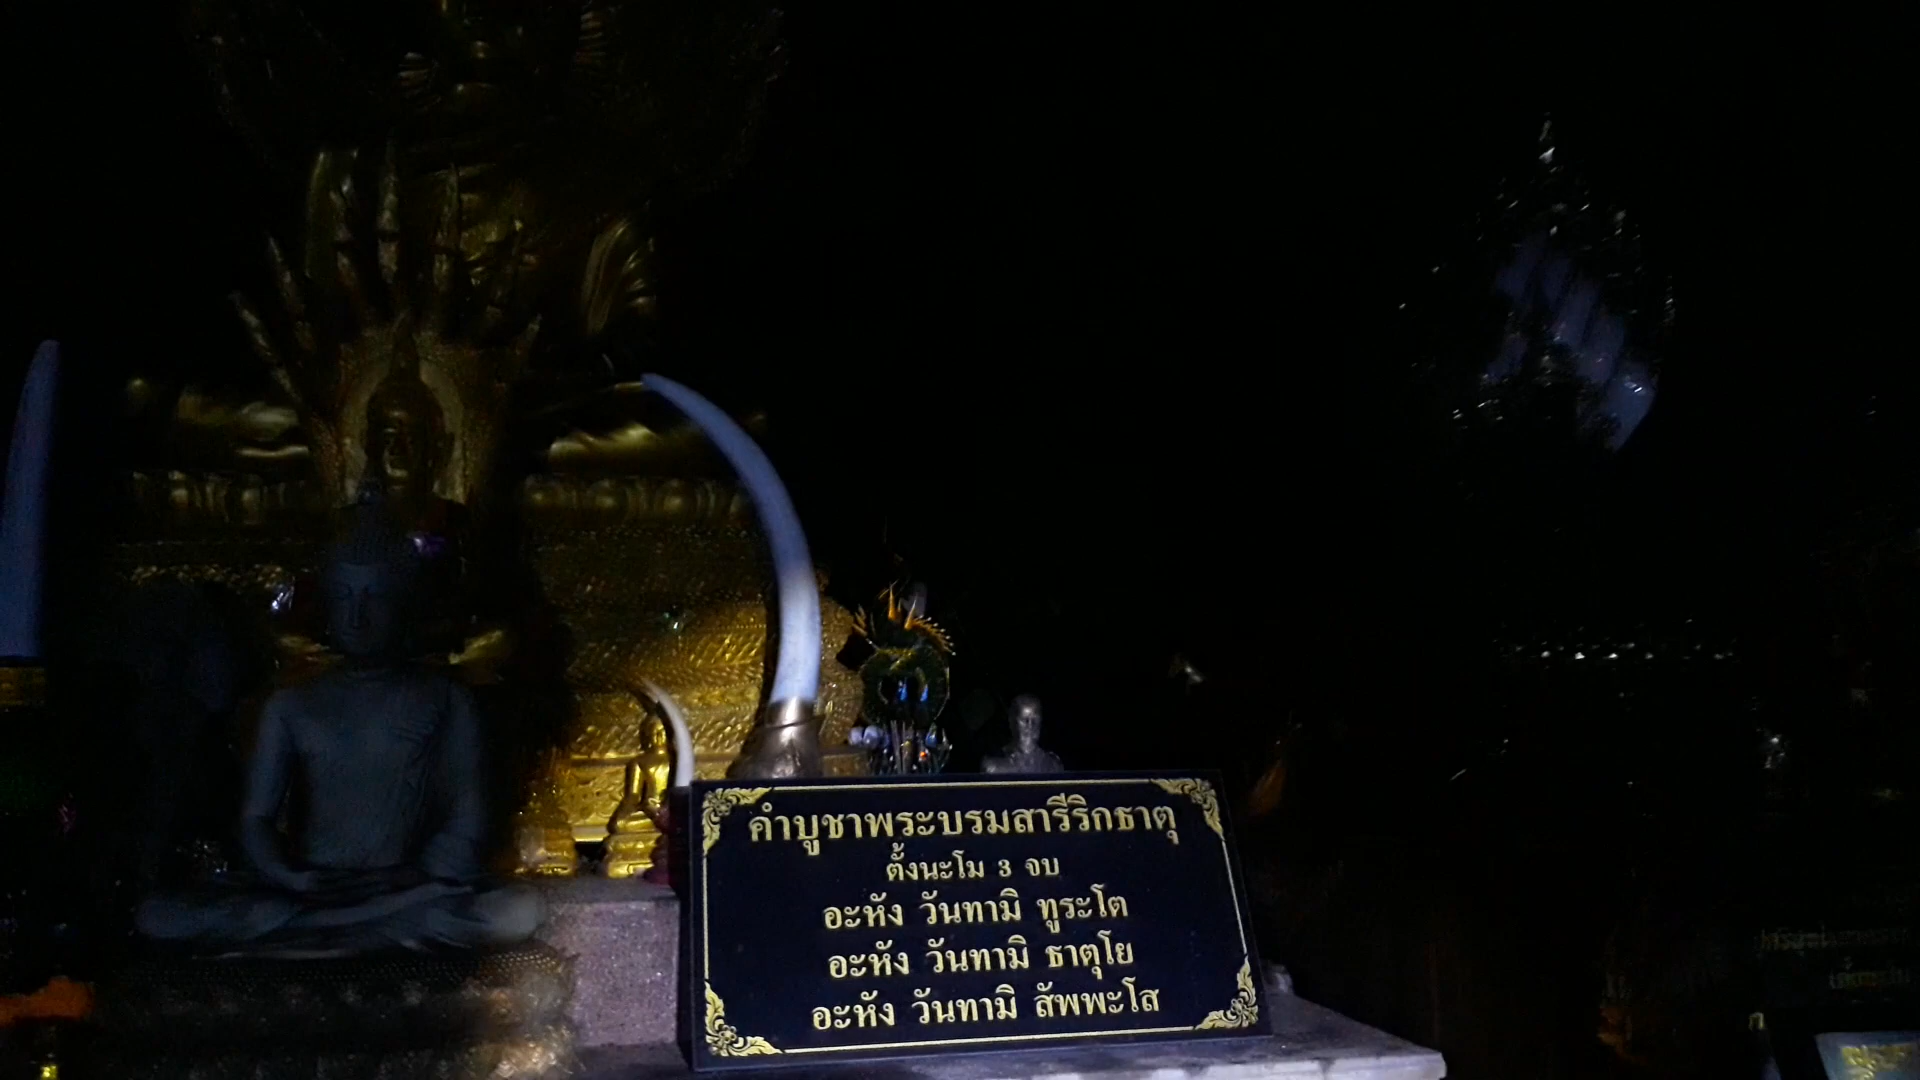 คำบูชาพระบรมสารีริกธาตุ
ตั้งนะโม 3 จบ
อะหัง วันทามิ ทูระโต
อะหัง วันทามิ ธาตุโย
อะหัง วันทามิ สัพพะโส